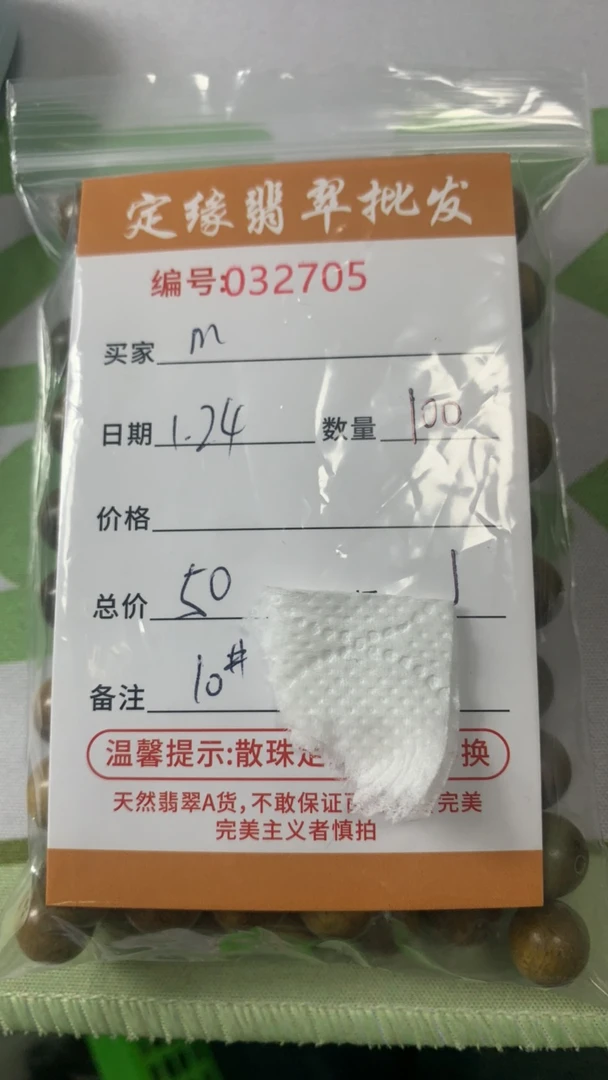 定缘翡翠批发
编号:032705
买家 m
日期 1.24 数量 100
价格
总价 50
备注 10#
温馨提示:散珠 换
天然翡翠A货,不敢保证 完美
完美主义者慎拍